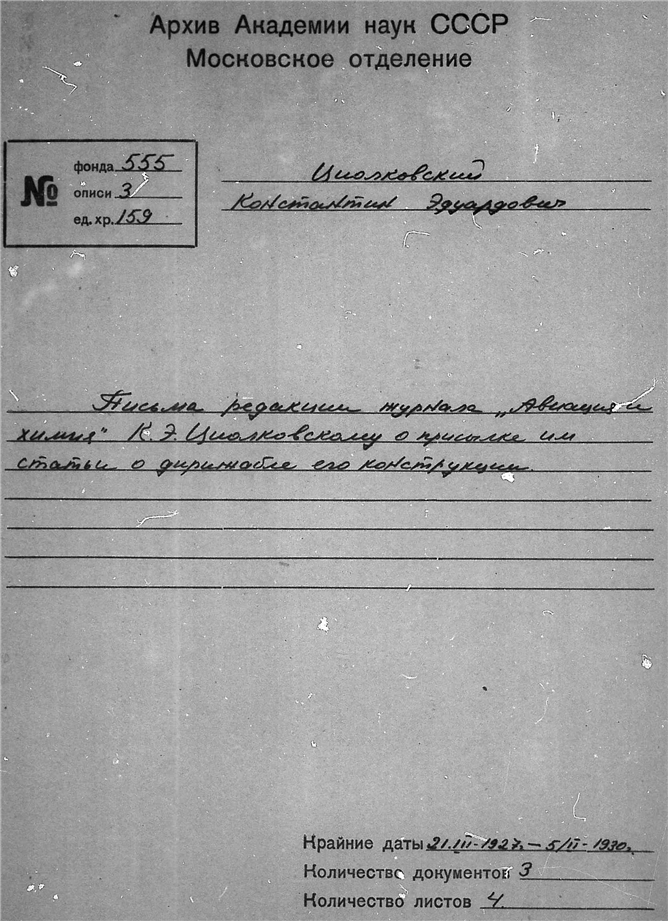 Архив Академии наук СССР
Московское отделение
№
фонда 555
описи 3
ед. хр. 159
Циолковский
Константин Эдуардович
Письма редакции журнала „Авиация и
химия" К.Э. Циолковскому о присылке им
статьи о дирижабле его конструкции.
Крайние даты 21.III-1927г. – 5/II-1930г.
Количество документов 3
Количество листов 4.